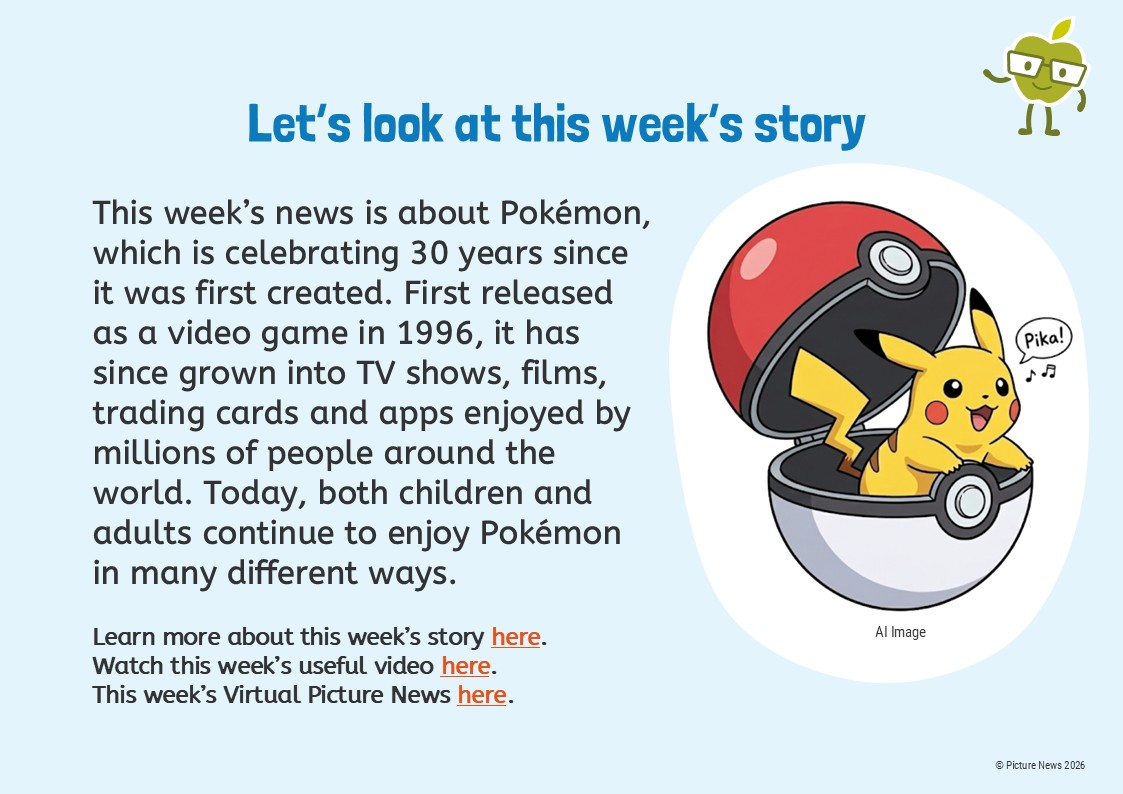 Let's look at this week's story
This week's news is about Pokémon,
which is celebrating 30 years since
it was first created. First released
as a video game in 1996, it has
since grown into TV shows, films,
trading cards and apps enjoyed by
millions of people around the
world. Today, both children and
adults continue to enjoy Pokémon
in many different ways.
Pika!
AI Image
Learn more about this week's story here.
Watch this week's useful video here.
This week's Virtual Picture News here.
© Picture News 2026